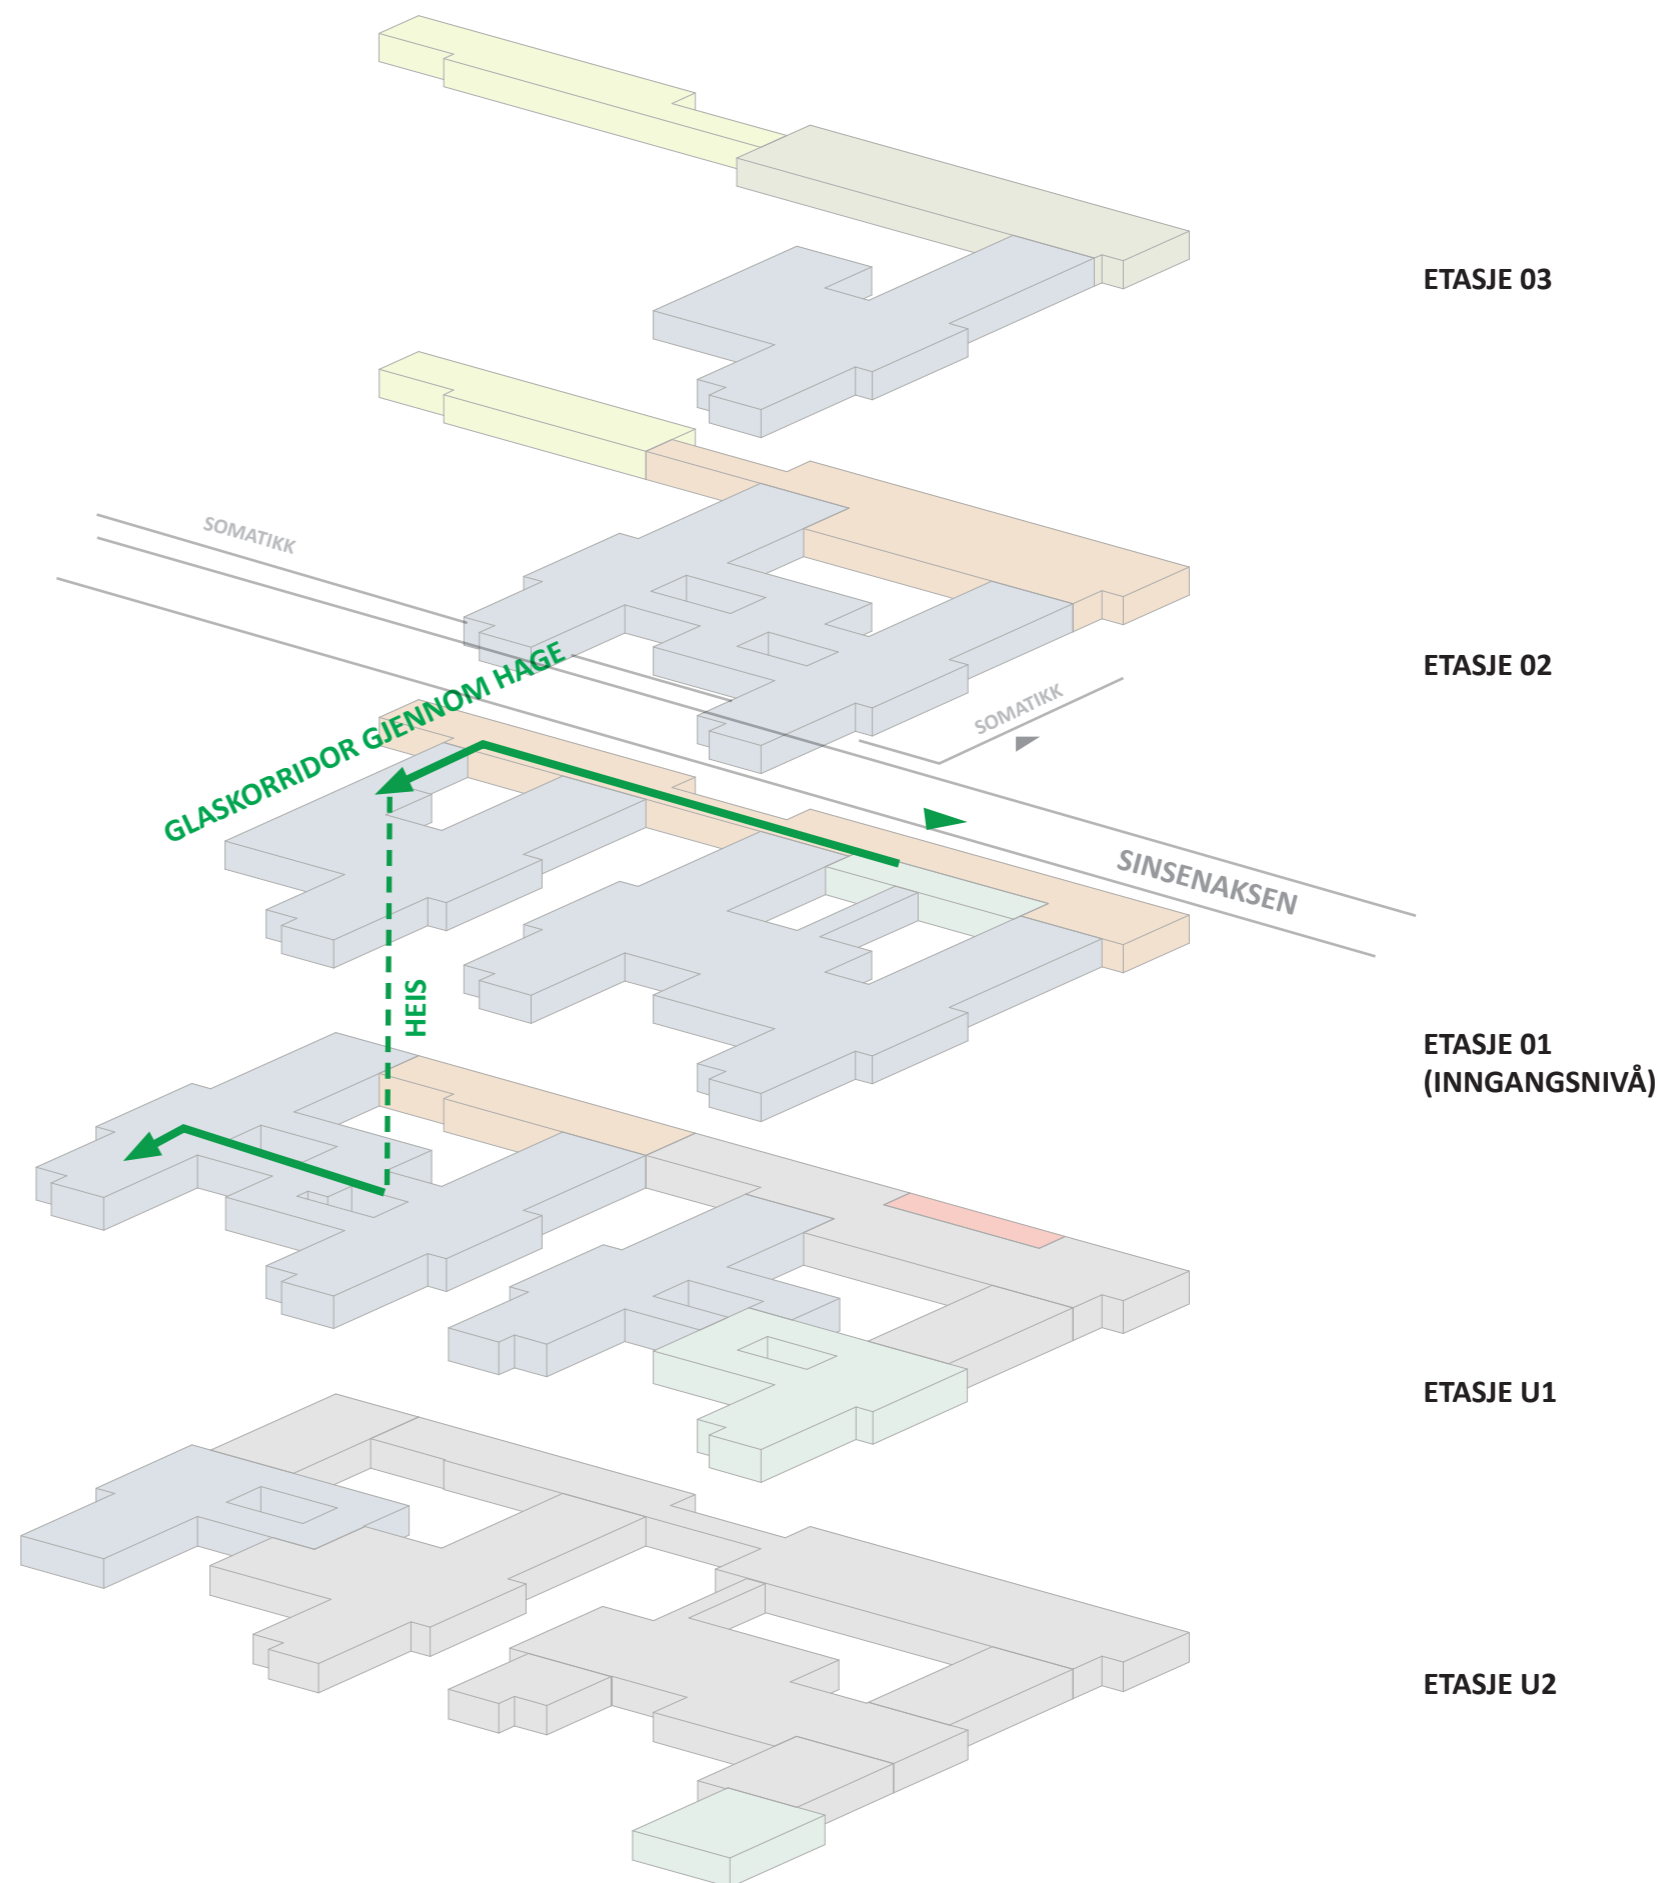 ETASJE 03
SOMATIKK
GLASKORRIDOR GJENNOM HAGE
ETASJE 02
SOMATIKK
SINSENAKSEN
HEIS
ETASJE 01
(INNGANGSNIVÅ)
ETASJE U1
ETASJE U2